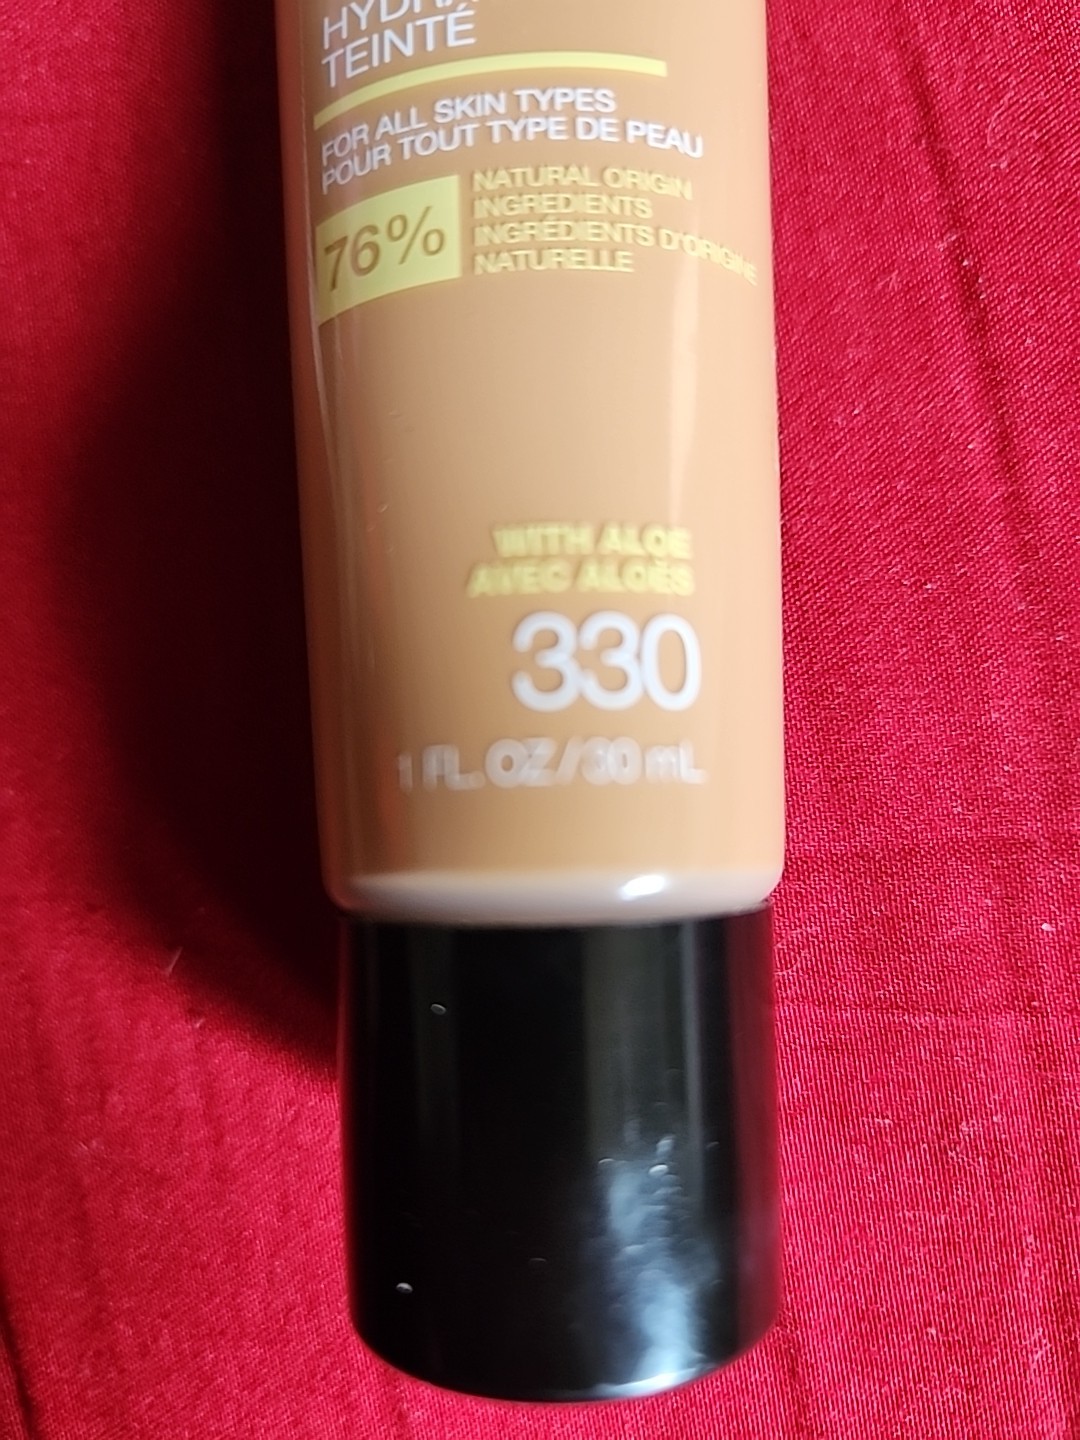 TEINTÉ
FOR ALL SKIN TYPES
POUR TOUT TYPE DE PEAU
76%
NATURAL ORIGIN
INGREDIENTS
INGRÉDIENTS D'ORIGINE
NATURELLE
WITH ALOE
AVEC ALOÈS
330
1 FL. OZ/30 mL